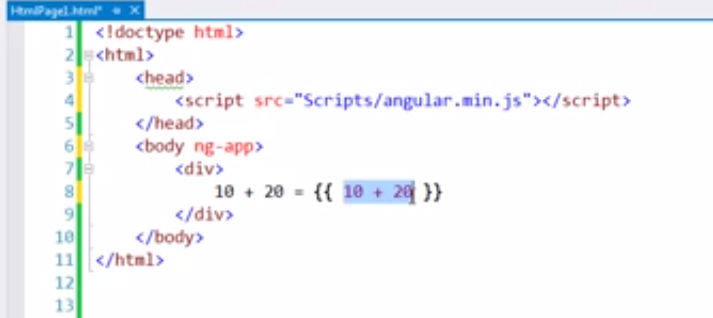 HtmlPage1.html*
1 <!doctype html>
2 <html>
3 <head>
4 <script src="Scripts/angular.min.js"></script>
5 </head>
6 <body ng-app>
7 <div>
8 10 + 20 = {{ 10 + 20 }}
9 </div>
10 </body>
11 </html>
12
13